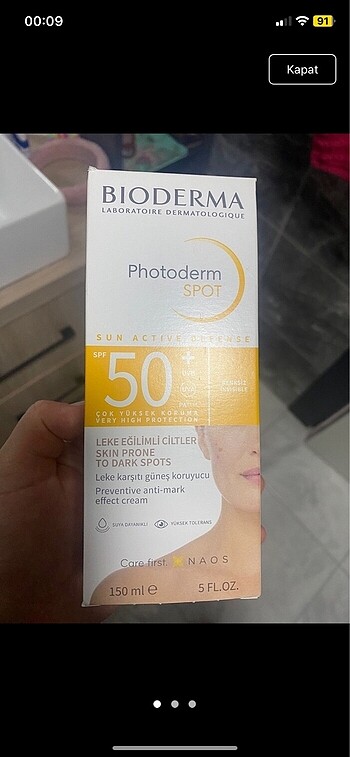 00:09
91
Kapat
BIODERMA
LABORATOIRE DERMATOLOGIQUE
Photoderm
SPOT
SUN ACTIVE DEFENSE
SPF
50+
ÇOK YÜKSEK KORUMA
VERY HIGH PROTECTION
LEKE EĞİLİMLİ CİLTLER
SKIN PRONE
TO DARK SPOTS
Leke karşıtı güneş koruyucu
Preventive anti-mark
effect cream
SUYA DAYANIKLI
YÜKSEK TOLERANS
Care first.
NAOS
150 ml e
5 FL.OZ.